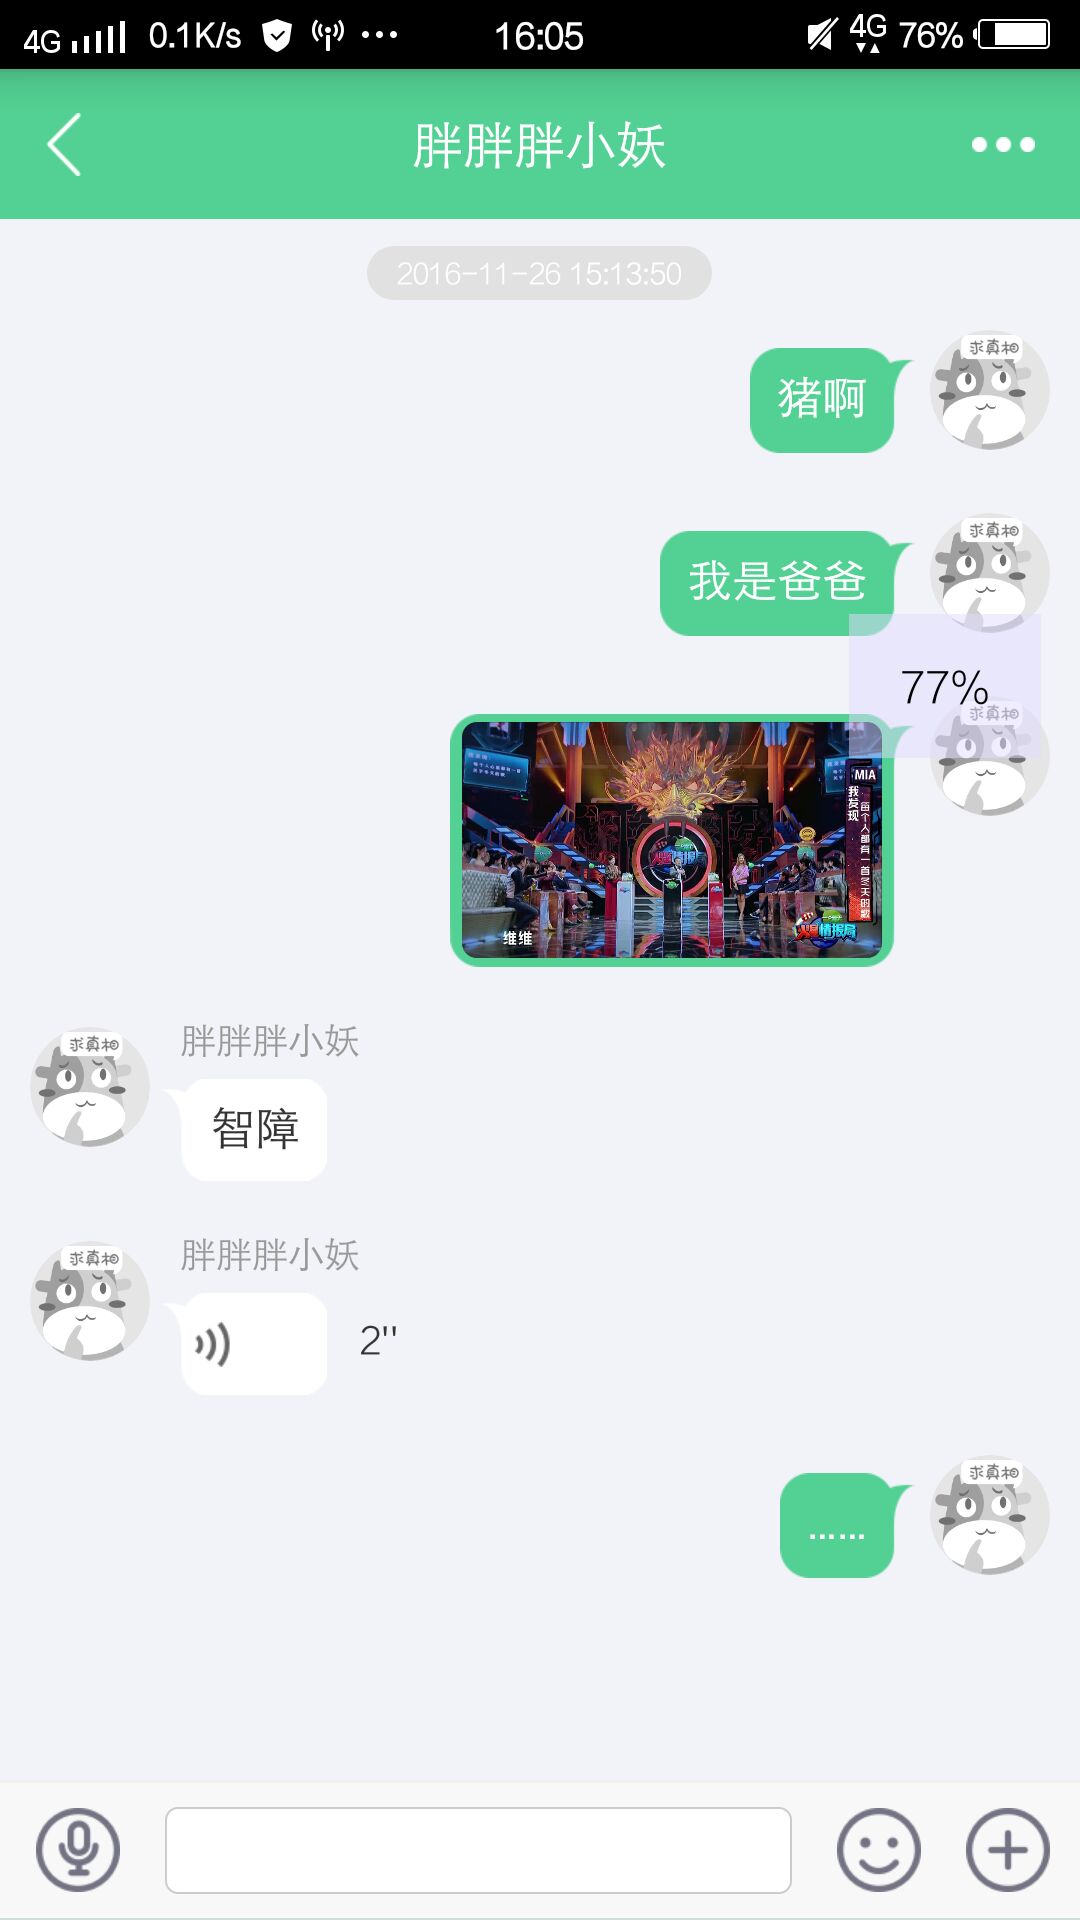 4G 0.1K/s 16:05 4G 76%
胖胖胖小妖
2016-11-26 15:13:50
求真相
猪啊
求真相
我是爸爸
77%
求真相
MIA
我发现
每个人都有一首冬天的歌
火星情报局
维维
求真相
胖胖胖小妖
智障
求真相
胖胖胖小妖
2"
求真相
......